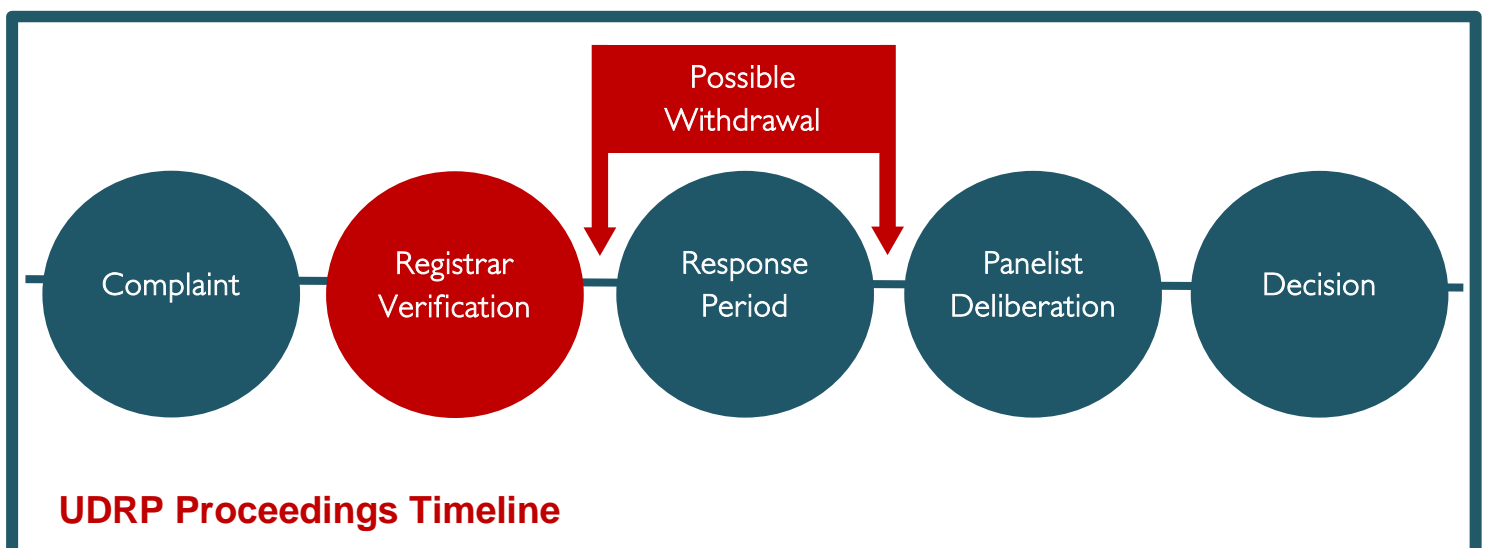 Possible
Withdrawal
Complaint
Registrar
Verification
Response
Period
Panelist
Deliberation
Decision
UDRP Proceedings Timeline